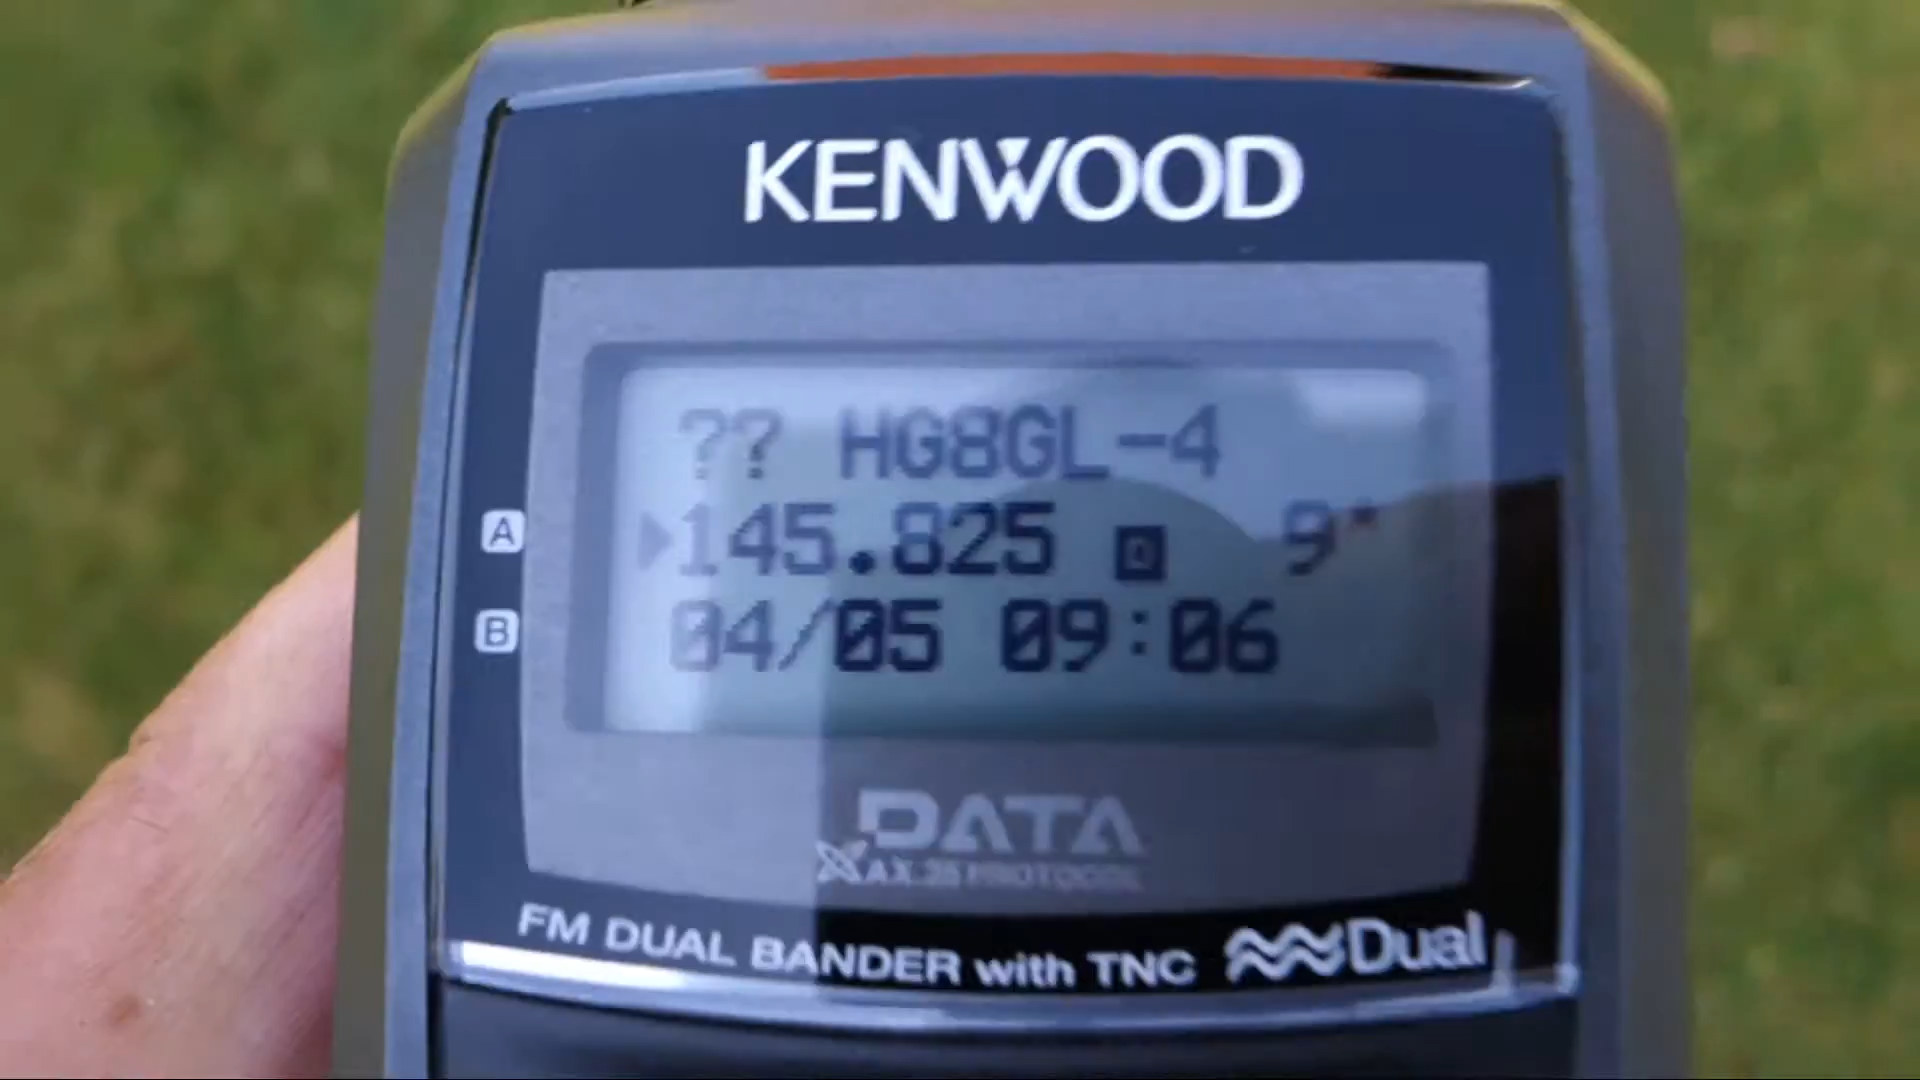 KENWOOD
?? HG8GL-4
A ▶145.825 9*
B 04/05 09:06
DATA
AX.25 PROTOCOL
FM DUAL BANDER with TNC Dual